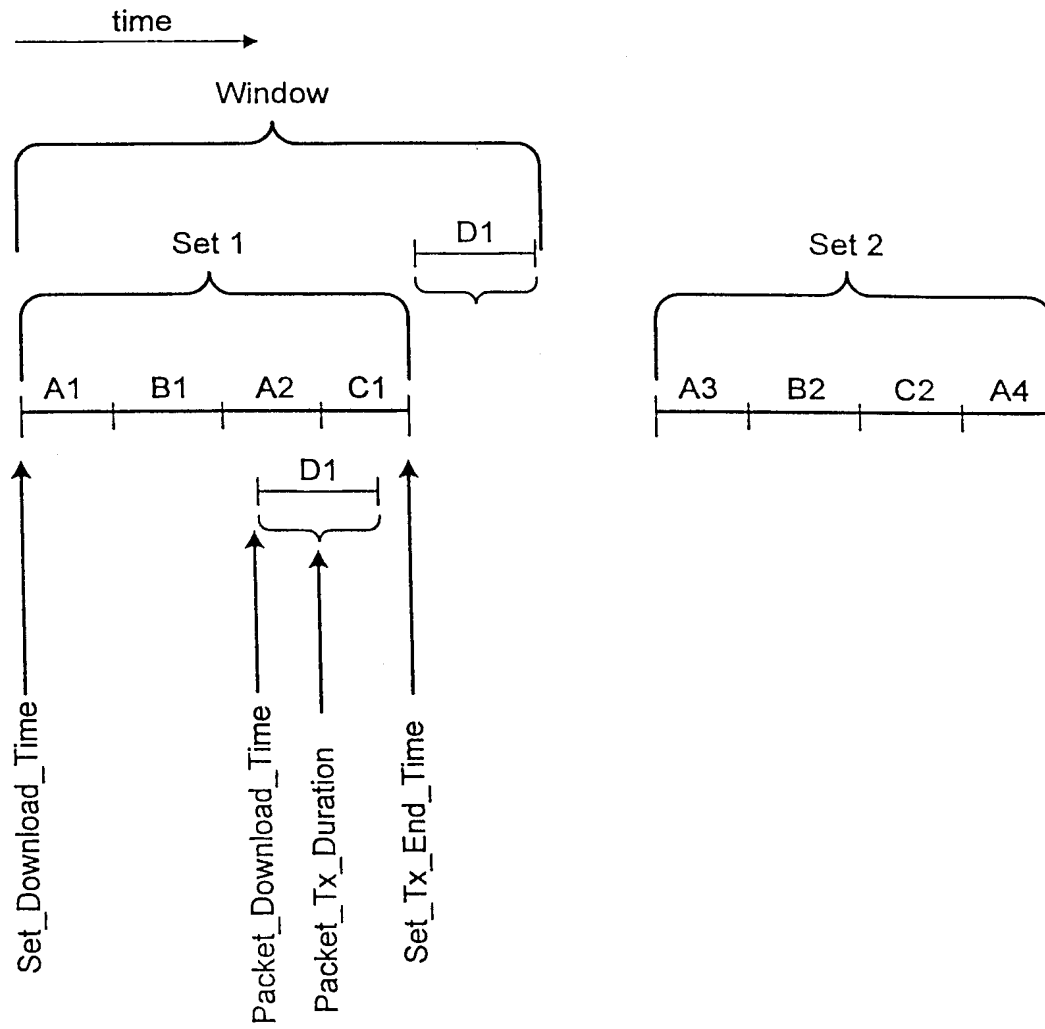 time
Window
D1
Set 1
Set 2
A1 B1 A2 C1
A3 B2 C2 A4
D1
Set_Download_Time
Packet_Download_Time
Packet_Tx_Duration
Set_Tx_End_Time